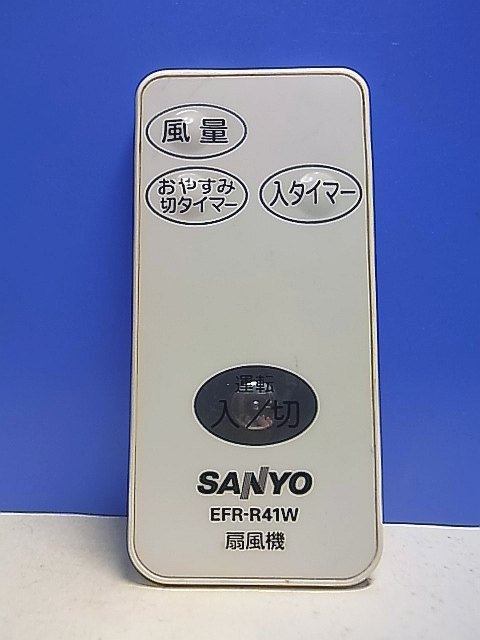 風量
おやすみ
切タイマー
入タイマー
運転
入/切
SANYO
EFR-R41W
扇風機